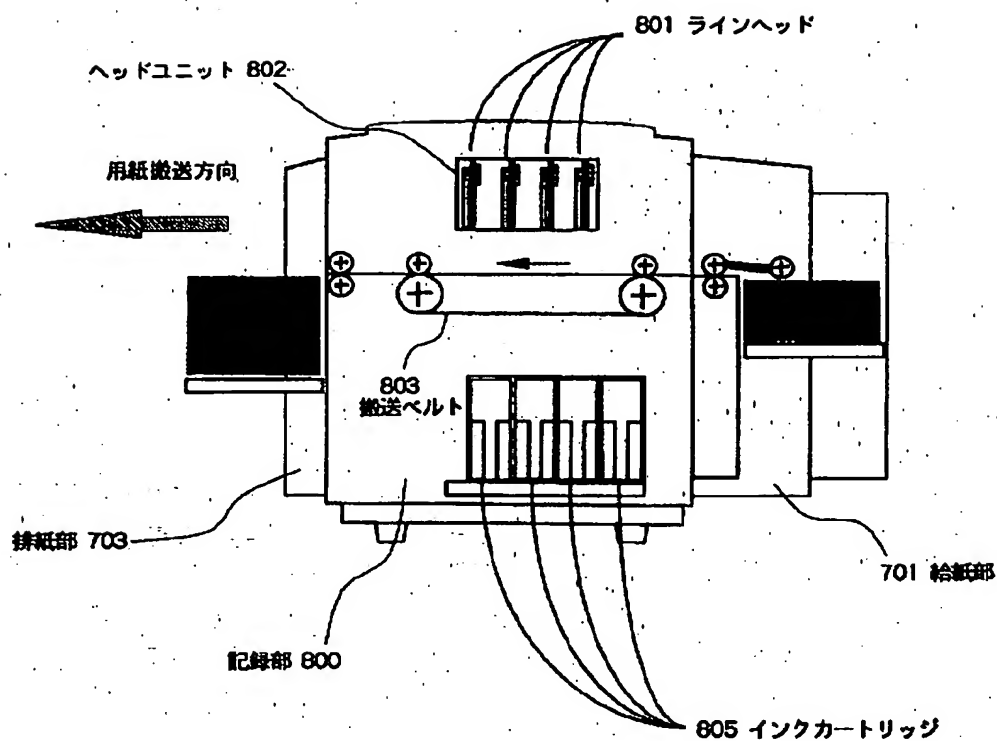 801 ラインヘッド
ヘッドユニット 802
用紙搬送方向
803
搬送ベルト
排紙部 703
701 給紙部
記録部 800
805 インクカートリッジ